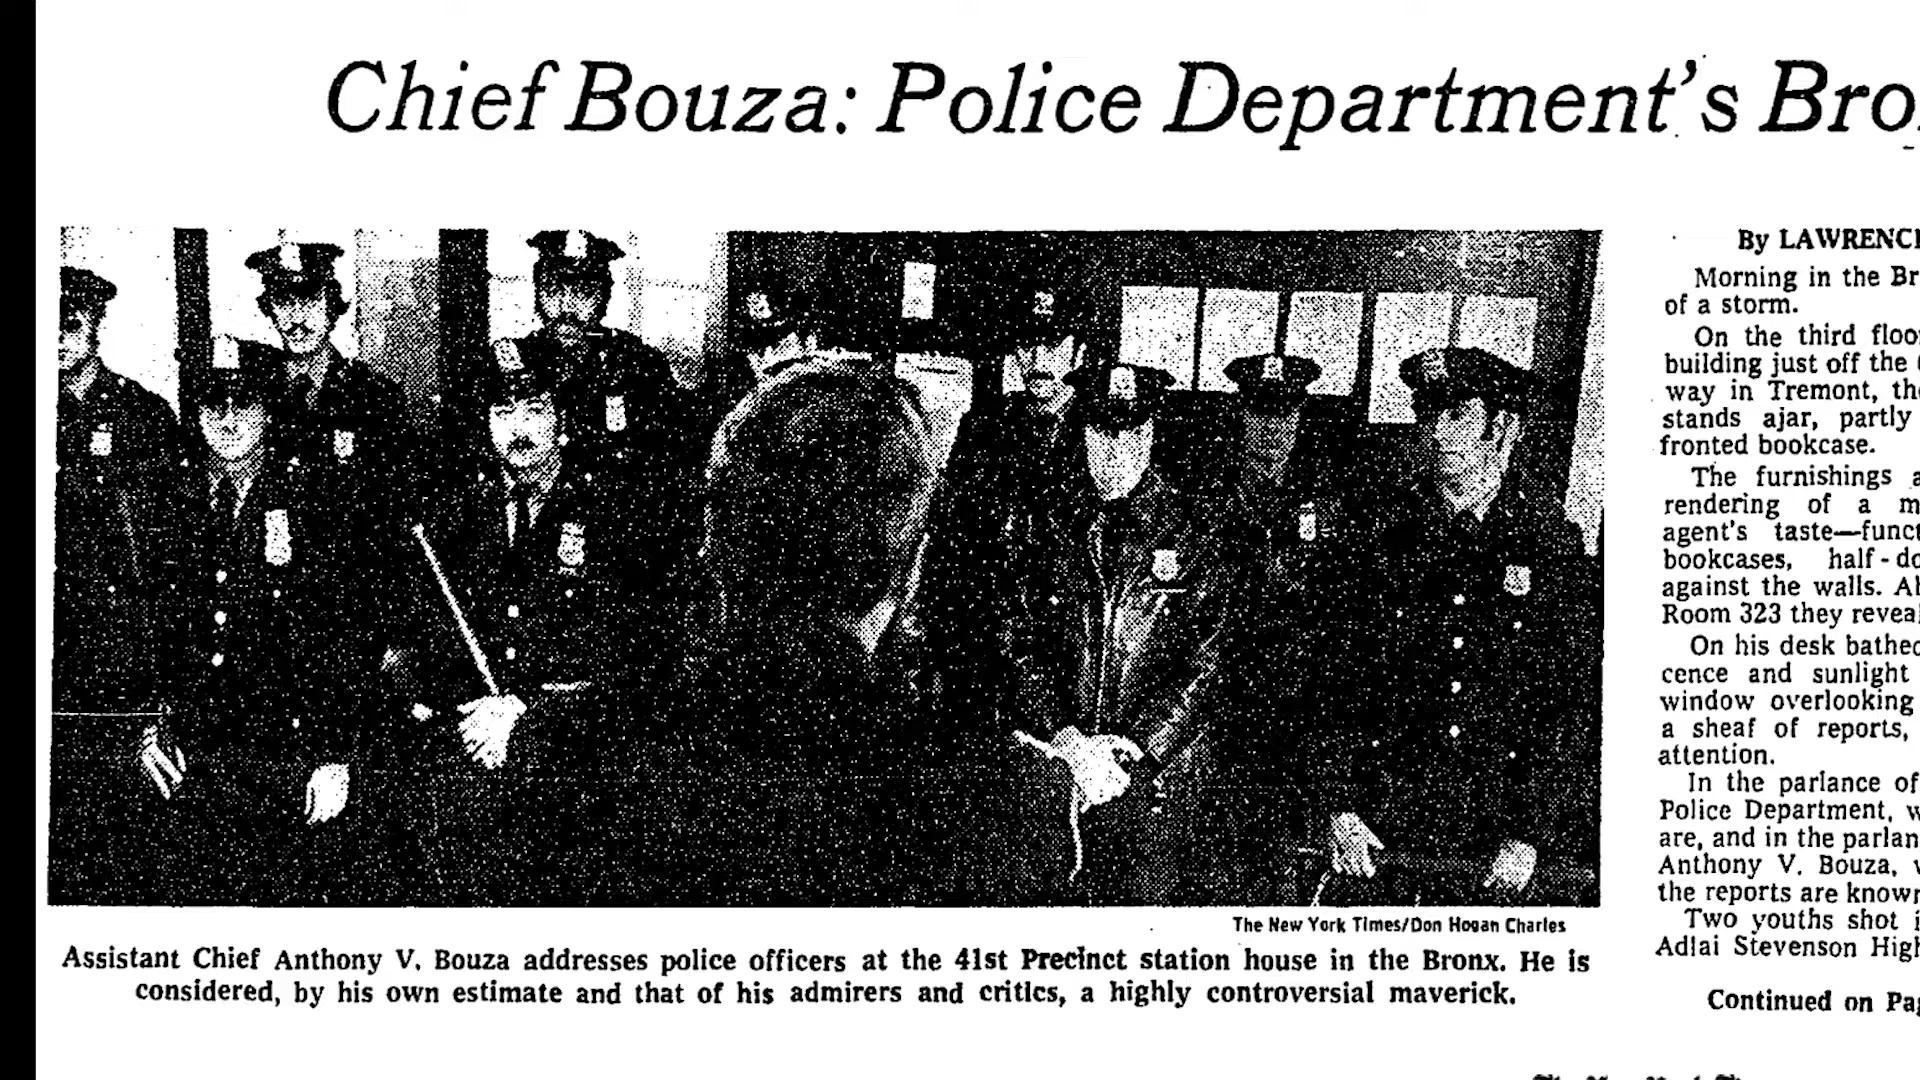 Chief Bouza: Police Department's
By
Morning in the
of a storm.
On the third
building just off the
way in Tremont,
stands ajar, partly
fronted bookcase.
The furnishings
rendering of a
agent's
bookcases,
against the walls.
Room 323 they
On his desk
cence and sunlight
window overlooking
a sheaf of reports,
attention.
In the parlance of
Police Department,
are, and in the
Anthony V. Bouza,
the reports are
Two youths shot
Adlai Stevenson
Continued on
The New York Times/Don Hogan Charles
Assistant Chief Anthony V. Bouza addresses police officers at the 41st Precinct station house in the Bronx. He is
considered, by his own estimate and that of his admirers and critics, a highly controversial maverick.